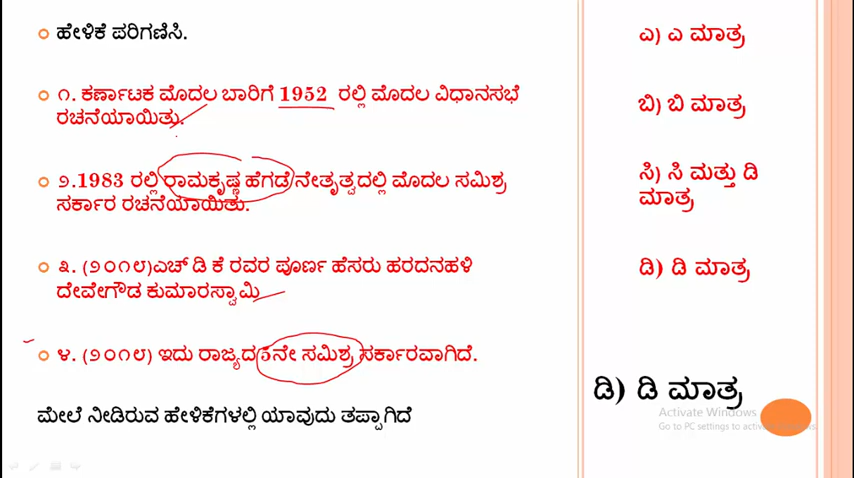 ಹೇಳಿಕೆ ಪರಿಗಣಿಸಿ.
೧. ಕರ್ಣಾಟಕ ಮೊದಲ ಬಾರಿಗೆ 1952 ರಲ್ಲಿ ಮೊದಲ ವಿಧಾನಸಭೆ
ರಚನೆಯಾಯಿತು.
೨.1983 ರಲ್ಲಿ ರಾಮಕೃಷ್ಣ ಹೆಗಡೆ ನೇತೃತ್ವದಲ್ಲಿ ಮೊದಲ ಸಮಿಶ್ರ
ಸರ್ಕಾರ ರಚನೆಯಾಯಿತು.
೩. (೨೦೧೮)ಎಚ್ ಡಿ ಕೆ ರವರ ಪೂರ್ಣ ಹೆಸರು ಹರದನಹಳಿ
ದೇವೇಗೌಡ ಕುಮಾರಸ್ವಾಮಿ
೪. (೨೦೧೮) ಇದು ರಾಜ್ಯದ 5ನೇ ಸಮಿಶ್ರ ಸರ್ಕಾರವಾಗಿದೆ.
ಮೇಲೆ ನೀಡಿರುವ ಹೇಳಿಕೆಗಳಲ್ಲಿ ಯಾವುದು ತಪ್ಪಾಗಿದೆ
ಎ) ಎ ಮಾತ್ರ
ಬಿ) ಬಿ ಮಾತ್ರ
ಸಿ) ಸಿ ಮತ್ತು ಡಿ
ಮಾತ್ರ
ಡಿ) ಡಿ ಮಾತ್ರ
ಡಿ) ಡಿ ಮಾತ್ರ
Activate Windows
Go to PC settings to activate Windows